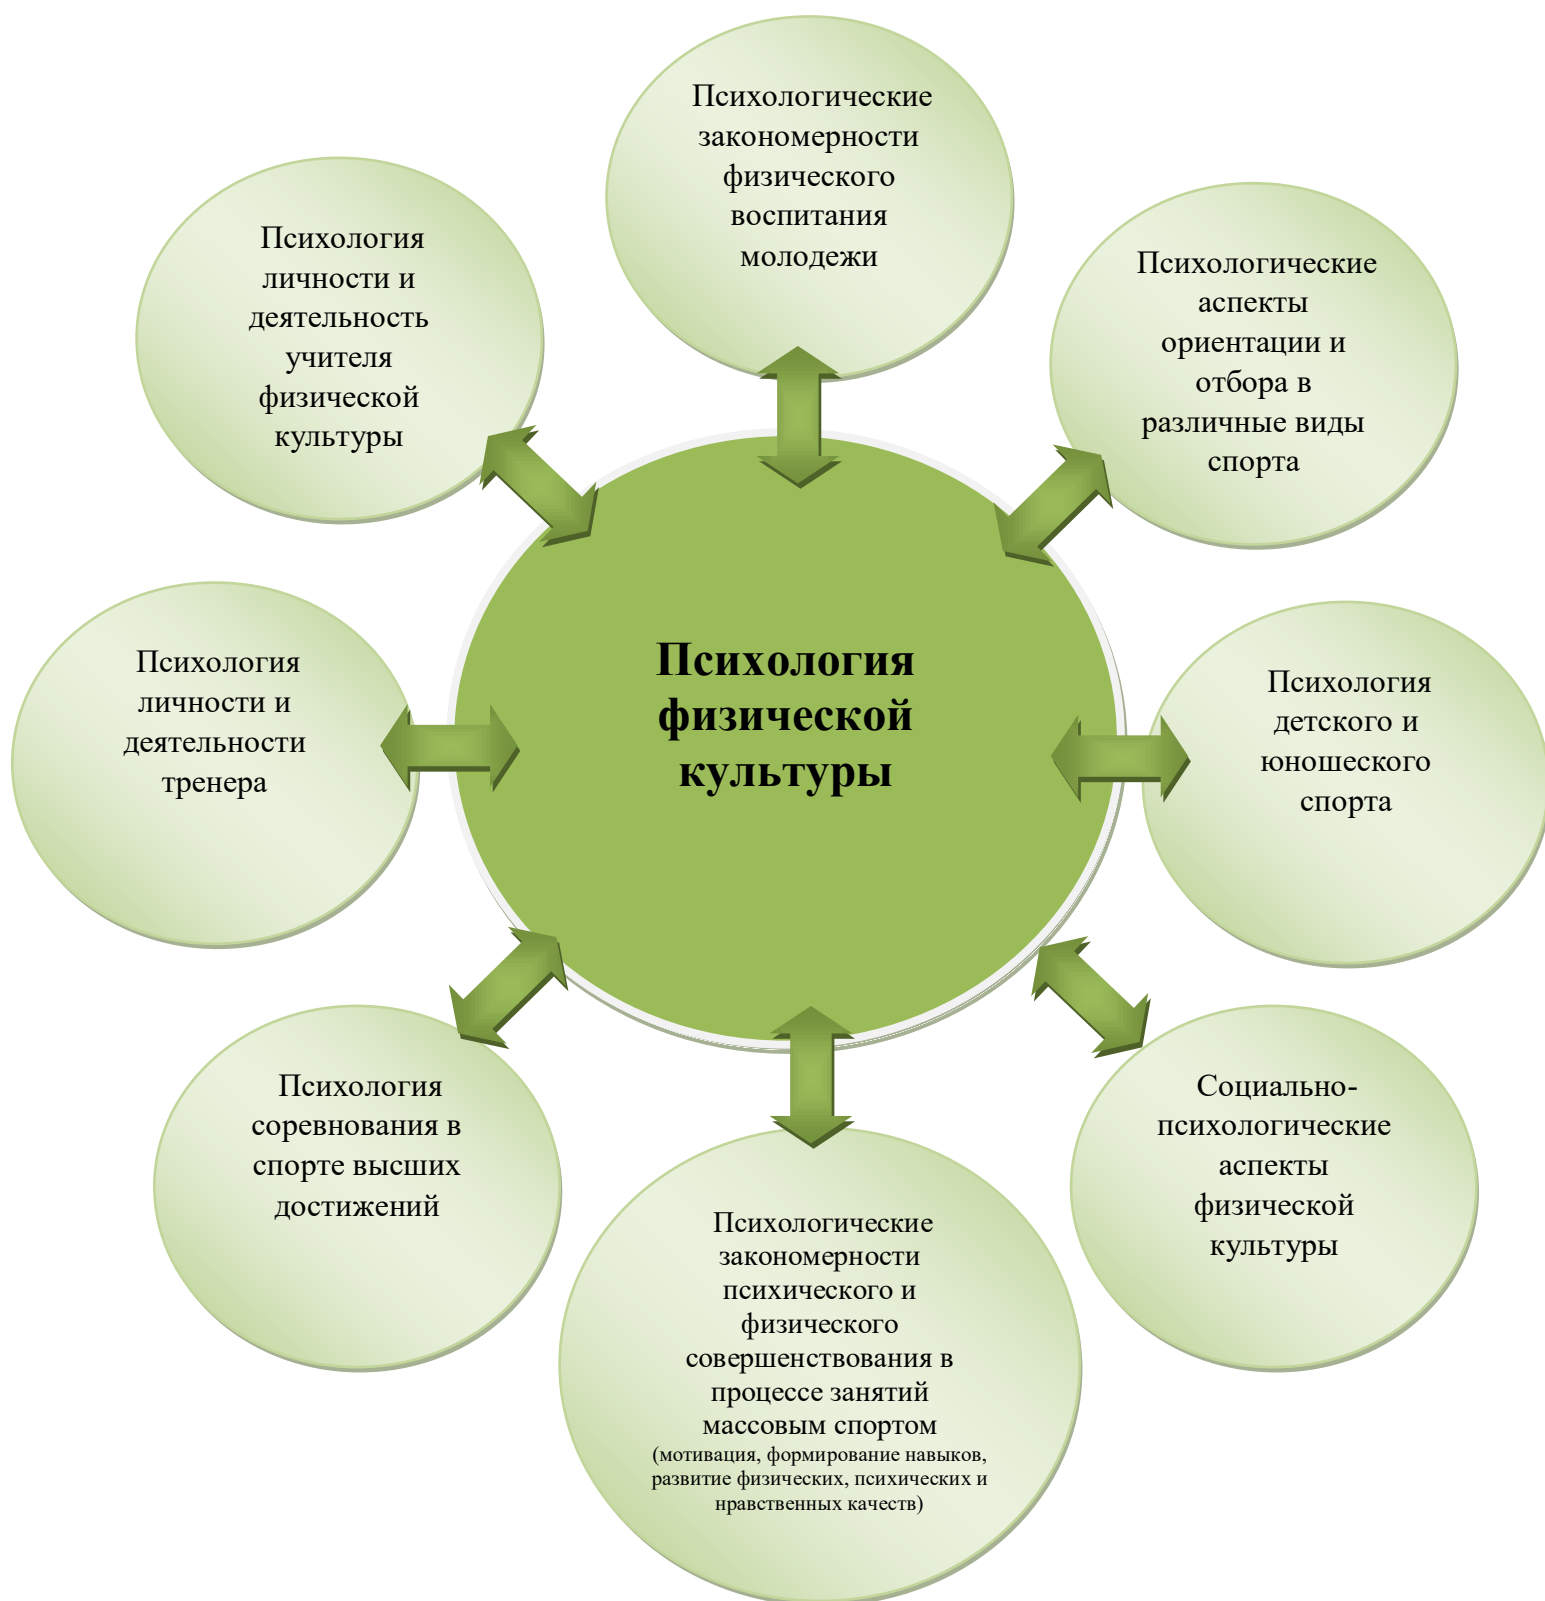 Психологические
закономерности
физического
воспитания
молодежи
Психология
личности и
деятельность
учителя
физической
культуры
Психологические
аспекты
ориентации и
отбора в
различные виды
спорта
Психология
физической
культуры
Психология
личности и
деятельности
тренера
Психология
детского и
юношеского
спорта
Психология
соревнования в
спорте высших
достижений
Социально-
психологические
аспекты
физической
культуры
Психологические
закономерности
психического и
физического
совершенствования в
процессе занятий
массовым спортом
(мотивация, формирование навыков,
развитие физических, психических и
нравственных качеств)